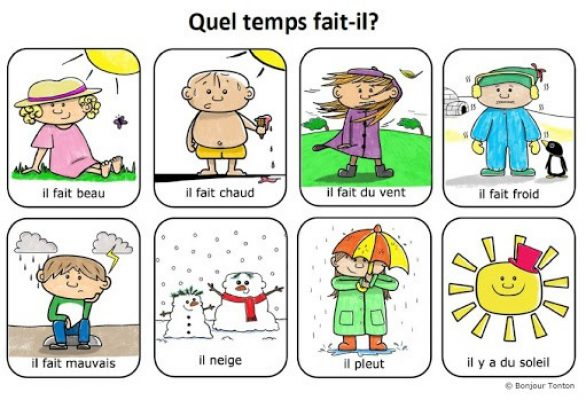 Quel temps fait-il?
il fait beau
il fait chaud
il fait du vent
il fait froid
il fait mauvais
il neige
il pleut
il y a du soleil
© Bonjour Tonton